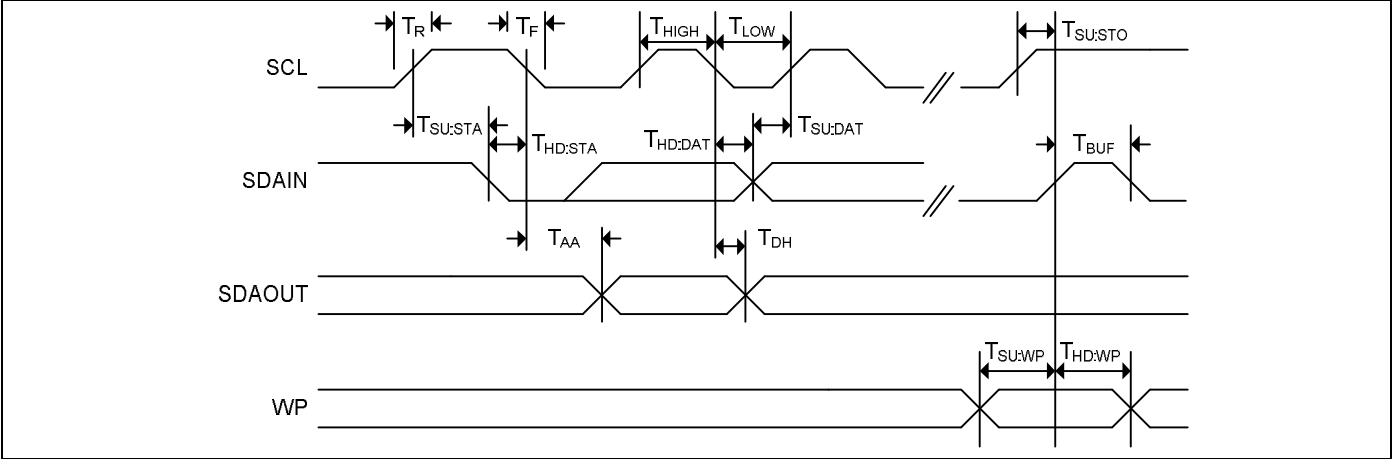 TR TF THIGH TLOW TSU:STO
SCL
TSU:STA THD:STA THD:DAT TSU:DAT
TBUF
SDAIN
TAA TDH
SDAOUT
TSU:WP THD:WP
WP